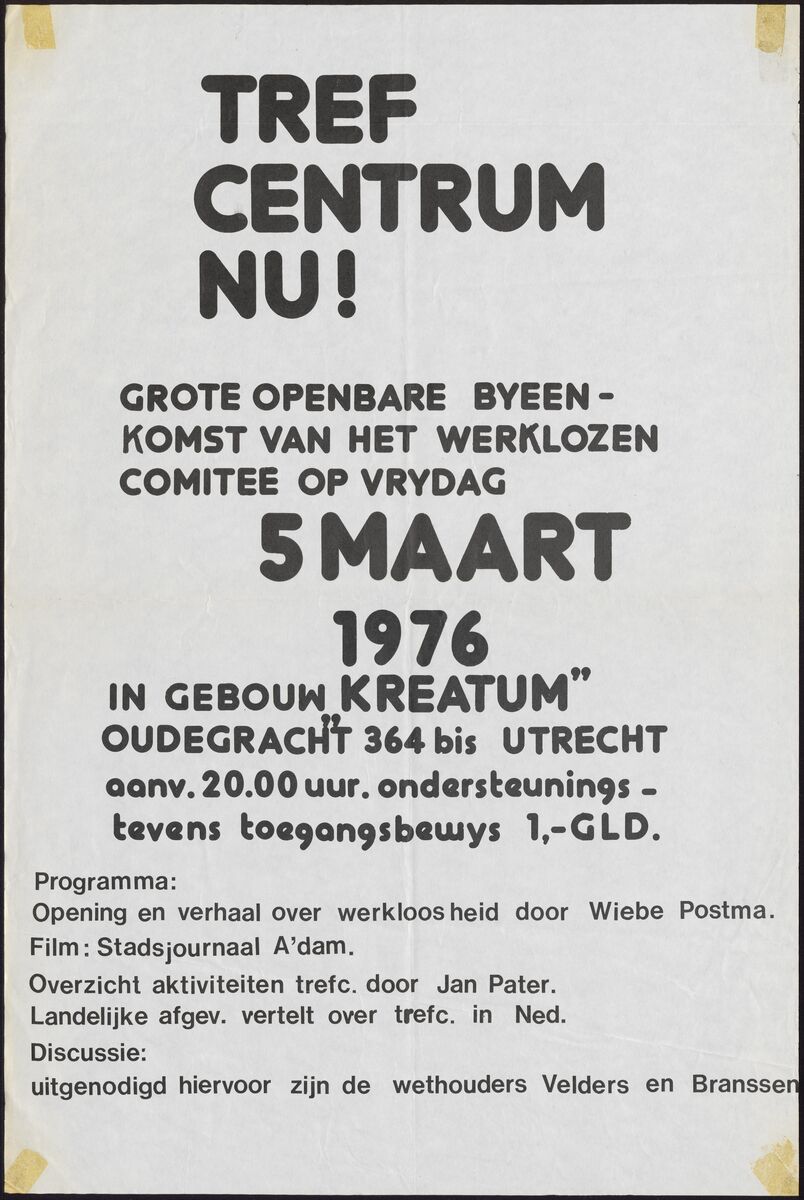 TREF
CENTRUM
NU!
GROTE OPENBARE BYEEN-
KOMST VAN HET WERKLOZEN
COMITEE OP VRYDAG
5 MAART
1976
IN GEBOUW „KREATUM”
OUDEGRACHT 364 bis UTRECHT
aanv. 20.00 uur. ondersteunings-
tevens toegangsbewys 1,-GLD.
Programma:
Opening en verhaal over werkloosheid door Wiebe Postma.
Film: Stadsjournaal A'dam.
Overzicht aktiviteiten trefc. door Jan Pater.
Landelijke afgev. vertelt over trefc. in Ned.
Discussie:
uitgenodigd hiervoor zijn de wethouders Velders en Branssen